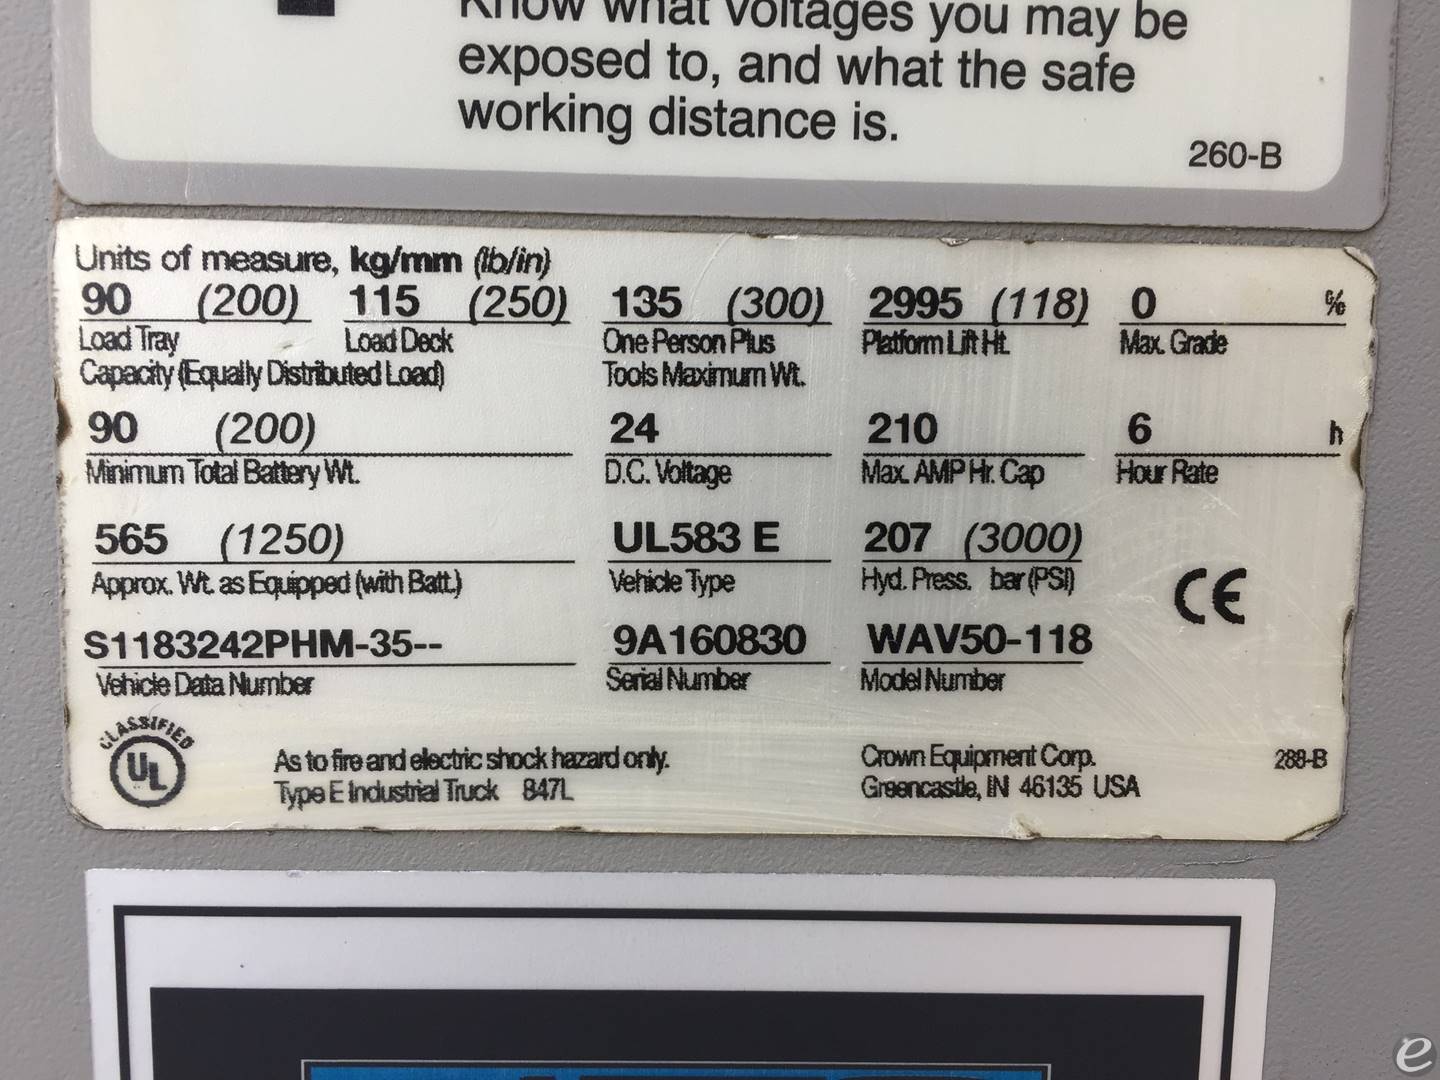 Know what voltages you may be
exposed to, and what the safe
working distance is.
260-B
Units of measure, kg/mm (lb/in)
90 (200) 115 (250) 135 (300) 2995 (118) 0 %
Load Tray Load Deck One Person Plus Platform Lift Ht. Max. Grade
Capacity (Equally Distributed Load) Tools Maximum Wt.
90 (200) 24 210 6 h
Minimum Total Battery Wt. D.C. Voltage Max. AMP Hr. Cap Hour Rate
565 (1250) UL583 E 207 (3000)
Approx. Wt. as Equipped (with Batt.) Vehicle Type Hyd. Press. bar (PSI)
CE
S1183242PHM-35-- 9A160830 WAV50-118
Vehicle Data Number Serial Number Model Number
CLASSIFIED
UL
As to fire and electric shock hazard only. Crown Equipment Corp. 288-B
Type E Industrial Truck 847L Greencastle, IN 46135 USA
e